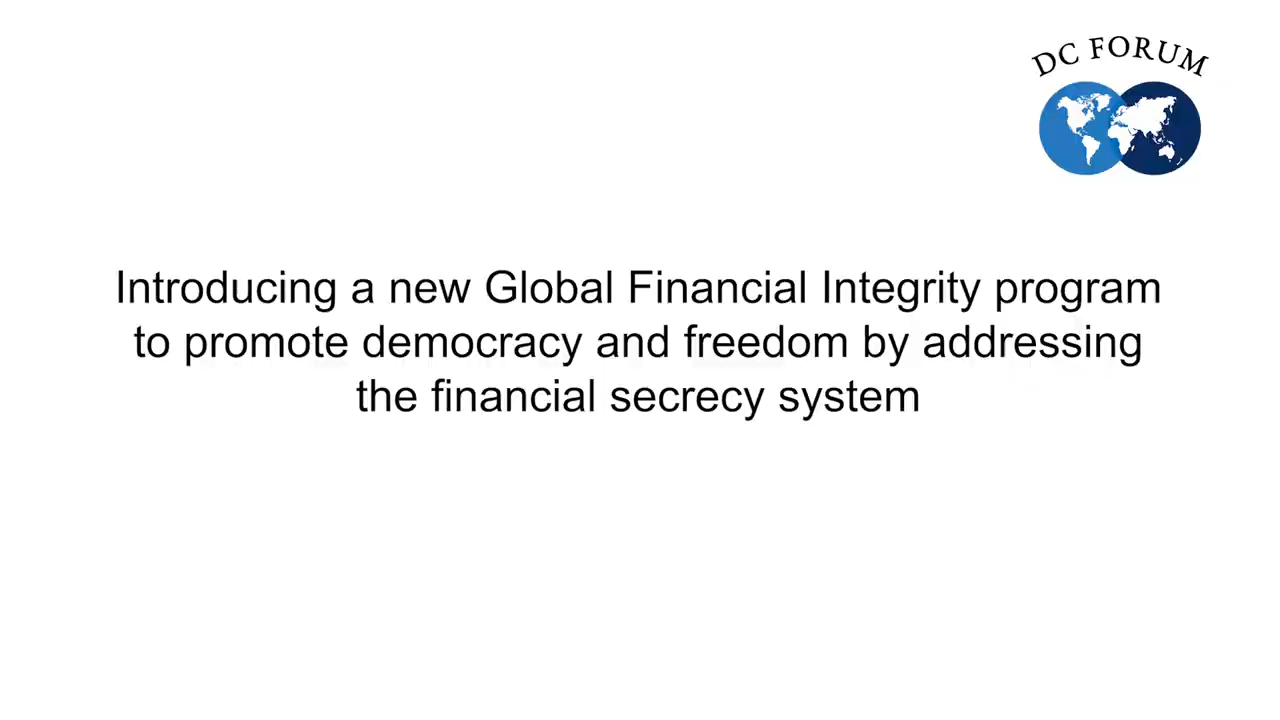 DC FORUM
Introducing a new Global Financial Integrity program
to promote democracy and freedom by addressing
the financial secrecy system